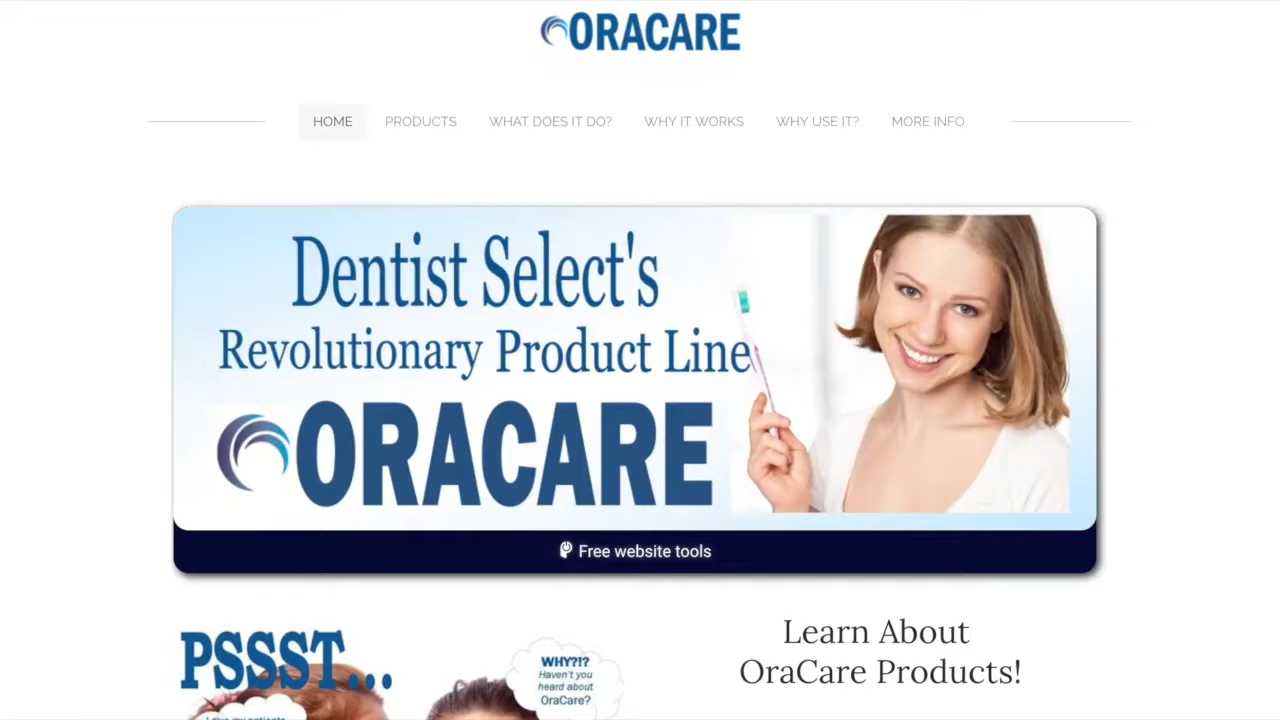 ORACARE
HOME PRODUCTS WHAT DOES IT DO? WHY IT WORKS WHY USE IT? MORE INFO
Dentist Select's
Revolutionary Product Line
ORACARE
Free website tools
PSSST...
WHY?!?
Haven't you
heard about
OraCare?
Learn About
OraCare Products!